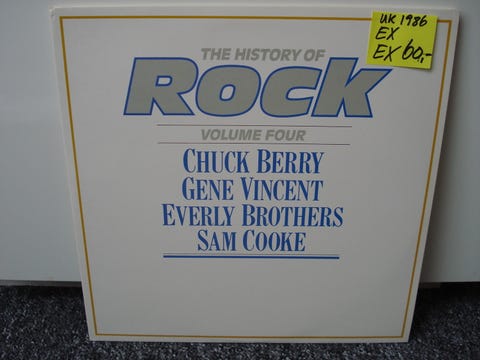 UK 1986
EX
EX 60,-
THE HISTORY OF
ROCK
VOLUME FOUR
CHUCK BERRY
GENE VINCENT
EVERLY BROTHERS
SAM COOKE